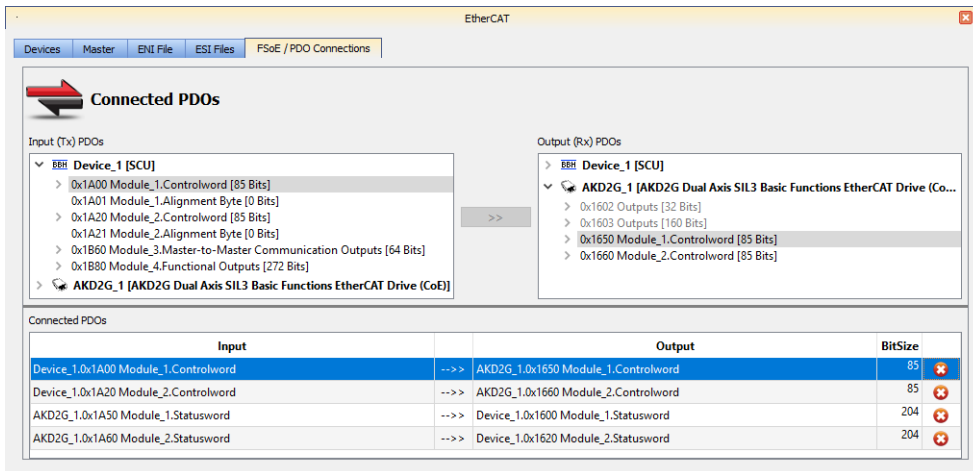 EtherCAT
Devices Master ENI File ESI Files FSoE / PDO Connections
Connected PDOs
Input (Tx) PDOs
BBH Device_1 [SCU]
0x1A00 Module_1.Controlword [85 Bits]
0x1A01 Module_1.Alignment Byte [0 Bits]
0x1A20 Module_2.Controlword [85 Bits]
0x1A21 Module_2.Alignment Byte [0 Bits]
0x1B60 Module_3.Master-to-Master Communication Outputs [64 Bits]
0x1B80 Module_4.Functional Outputs [272 Bits]
AKD2G_1 [AKD2G Dual Axis SIL3 Basic Functions EtherCAT Drive (CoE)]
>>
Output (Rx) PDOs
BBH Device_1 [SCU]
AKD2G_1 [AKD2G Dual Axis SIL3 Basic Functions EtherCAT Drive (Co...
0x1602 Outputs [32 Bits]
0x1603 Outputs [160 Bits]
0x1650 Module_1.Controlword [85 Bits]
0x1660 Module_2.Controlword [85 Bits]
Connected PDOs
Input Output BitSize
Device_1.0x1A00 Module_1.Controlword -->> AKD2G_1.0x1650 Module_1.Controlword 85
Device_1.0x1A20 Module_2.Controlword -->> AKD2G_1.0x1660 Module_2.Controlword 85
AKD2G_1.0x1A50 Module_1.Statusword -->> Device_1.0x1600 Module_1.Statusword 204
AKD2G_1.0x1A60 Module_2.Statusword -->> Device_1.0x1620 Module_2.Statusword 204